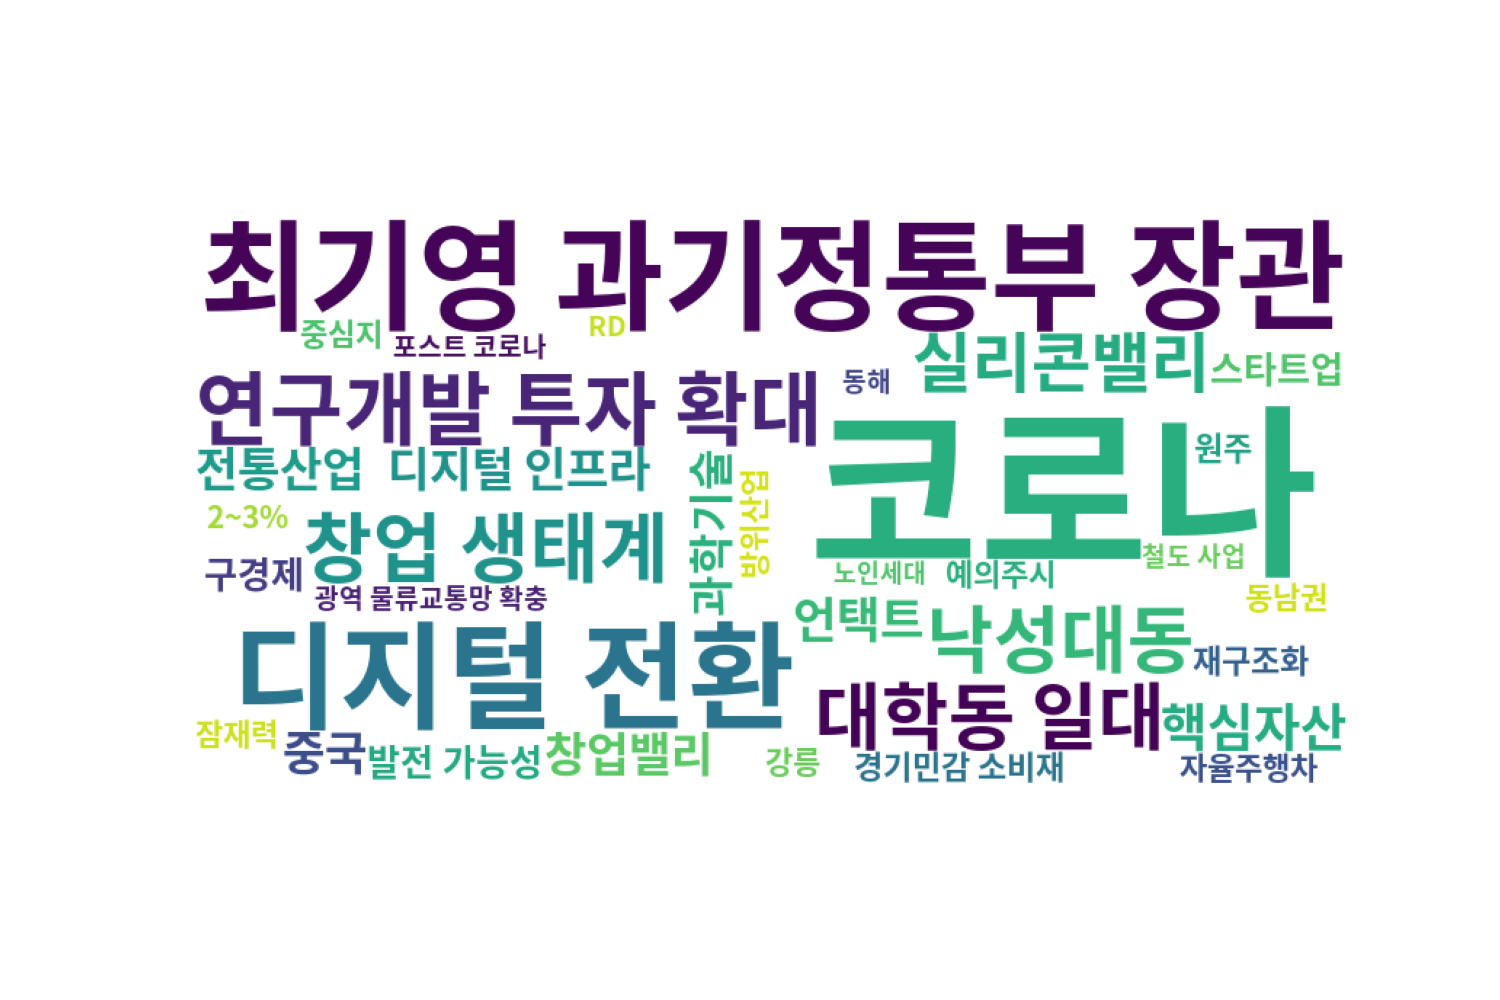 최기영 과기정통부 장관
중심지
포스트 코로나
RD
실리콘밸리
스타트업
연구개발 투자 확대
동해
코로나
원주
전통산업
디지털 인프라
과학기술
방위산업
2~3%
창업 생태계
구경제
광역 물류교통망 확충
노인세대
예의주시
철도 사업
동남권
디지털 전환
언택트
낙성대동
재구조화
대학동 일대
핵심자산
잠재력
중국
발전 가능성
창업밸리
강릉
경기민감 소비재
자율주행차